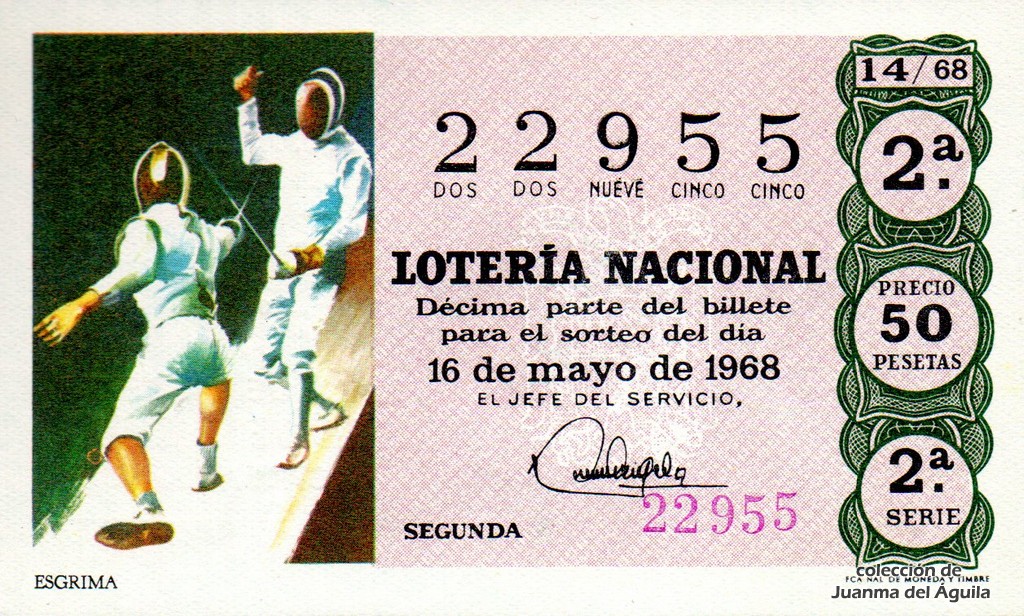 14/68
22955
DOS DOS NUEVE CINCO CINCO
2ª.
LOTERÍA NACIONAL
Décima parte del billete
para el sorteo del día
16 de mayo de 1968
EL JEFE DEL SERVICIO,
PRECIO
50
PESETAS
22955
SEGUNDA
2ª.
SERIE
ESGRIMA
FCA NAL DE MONEDA Y TIMBRE
colección de
Juanma del Águila